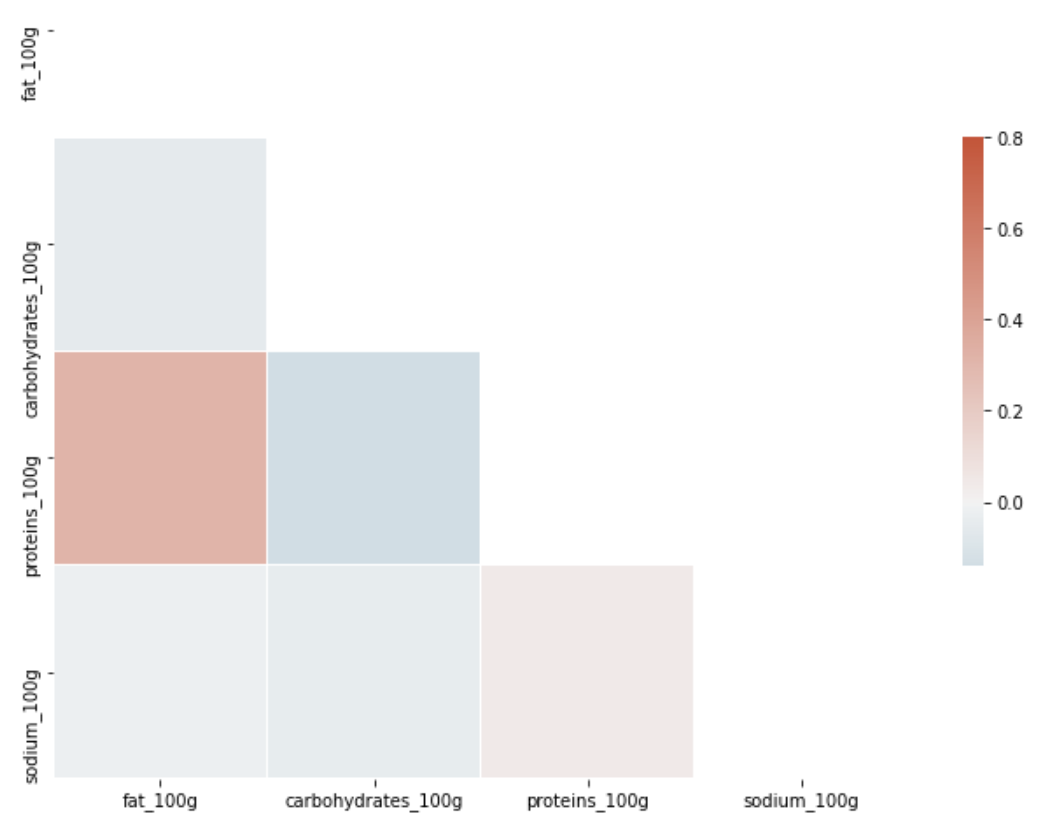 fat_100g
carbohydrates_100g
proteins_100g
sodium_100g
0.8
0.6
0.4
0.2
0.0
fat_100g
carbohydrates_100g
proteins_100g
sodium_100g